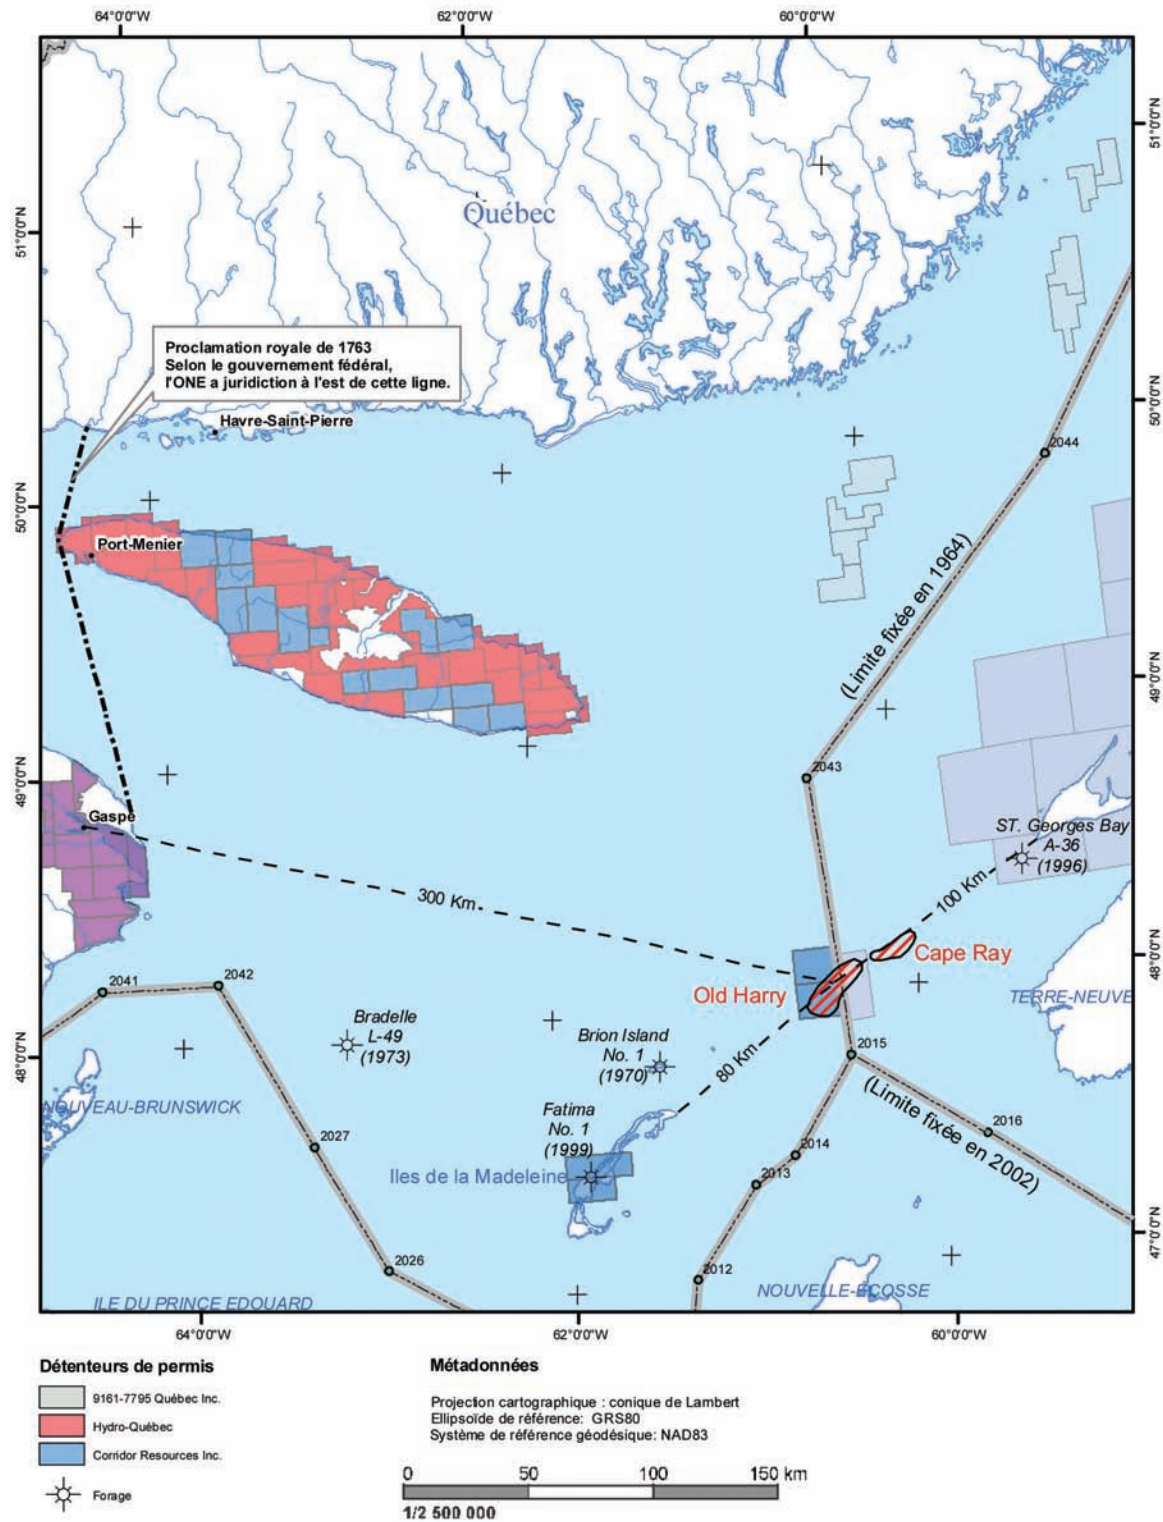 64°0'0"W
62°0'0"W
60°0'0"W
51°0'0"N
51°0'0"N
Québec
Proclamation royale de 1763
Selon le gouvernement fédéral,
l'ONE a juridiction à l'est de cette ligne.
Havre-Saint-Pierre
50°0'0"N
2044
50°0'0"N
Port-Menier
(Limite fixée en 1964)
49°0'0"N
2043
49°0'0"N
Gaspé
ST. Georges Bay
A-36
(1996)
300 Km.
100 Km
Cape Ray
48°0'0"N
Old Harry
TERRE-NEUVE
2041
2042
Bradelle
L-49
(1973)
Brion Island
No. 1
(1970)
80 Km
2015
48°0'0"N
(Limite fixée en 2002)
2016
NOUVEAU-BRUNSWICK
Fatima
No. 1
(1999)
2027
2014
2013
Iles de la Madeleine
47°0'0"N
2026
2012
NOUVELLE-ÉCOSSE
ILE DU PRINCE EDOUARD
64°0'0"W
62°0'0"W
60°0'0"W
Détenteurs de permis
9161-7795 Québec Inc.
Hydro-Québec
Corridor Resources Inc.
Forage
Métadonnées
Projection cartographique : conique de Lambert
Ellipsoïde de référence: GRS80
Système de référence géodésique: NAD83
0 50 100 150 km
1/2 500 000